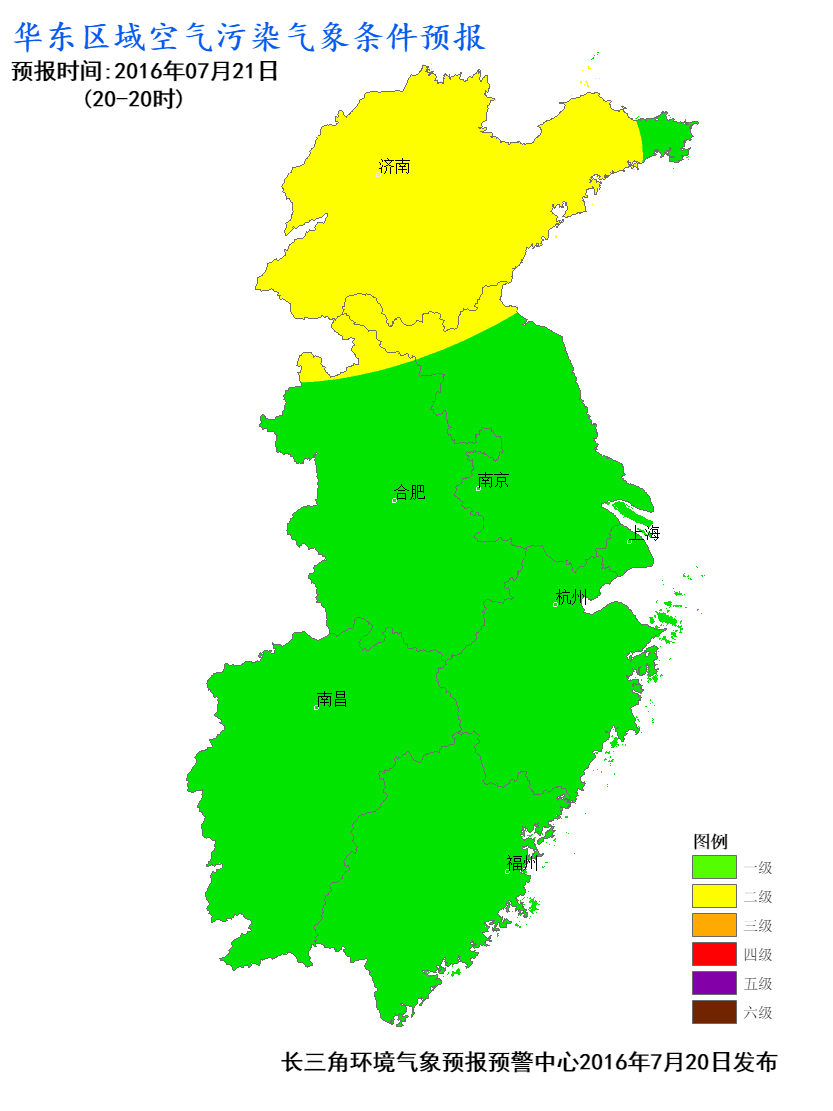 华东区域空气污染气象条件预报
预报时间:2016年07月21日
(20-20时)
济南
合肥
南京
上海
杭州
南昌
福州
图例
一级
二级
三级
四级
五级
六级
长三角环境气象预报预警中心2016年7月20日发布